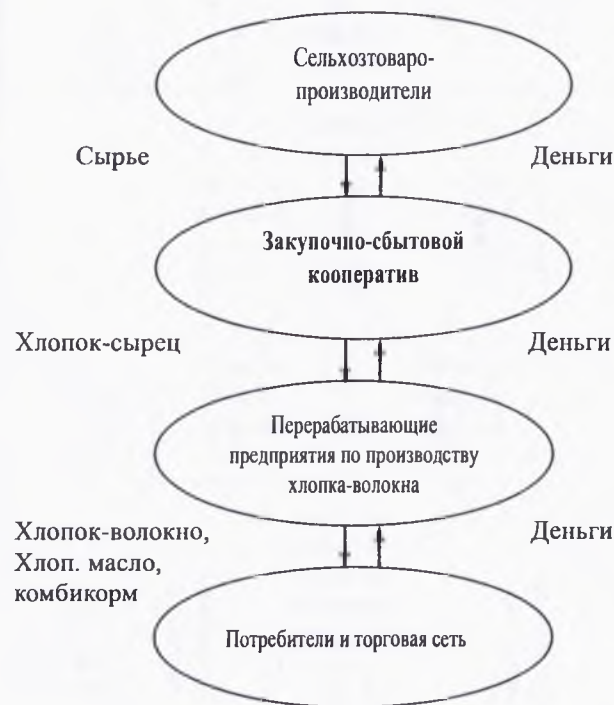 Сельхозтоваро-
производители
Сырье
Деньги
Закупочно-сбытовой
кооператив
Хлопок-сырец
Деньги
Перерабатывающие
предприятия по производству
хлопка-волокна
Хлопок-волокно,
Хлоп. масло,
комбикорм
Деньги
Потребители и торговая сеть